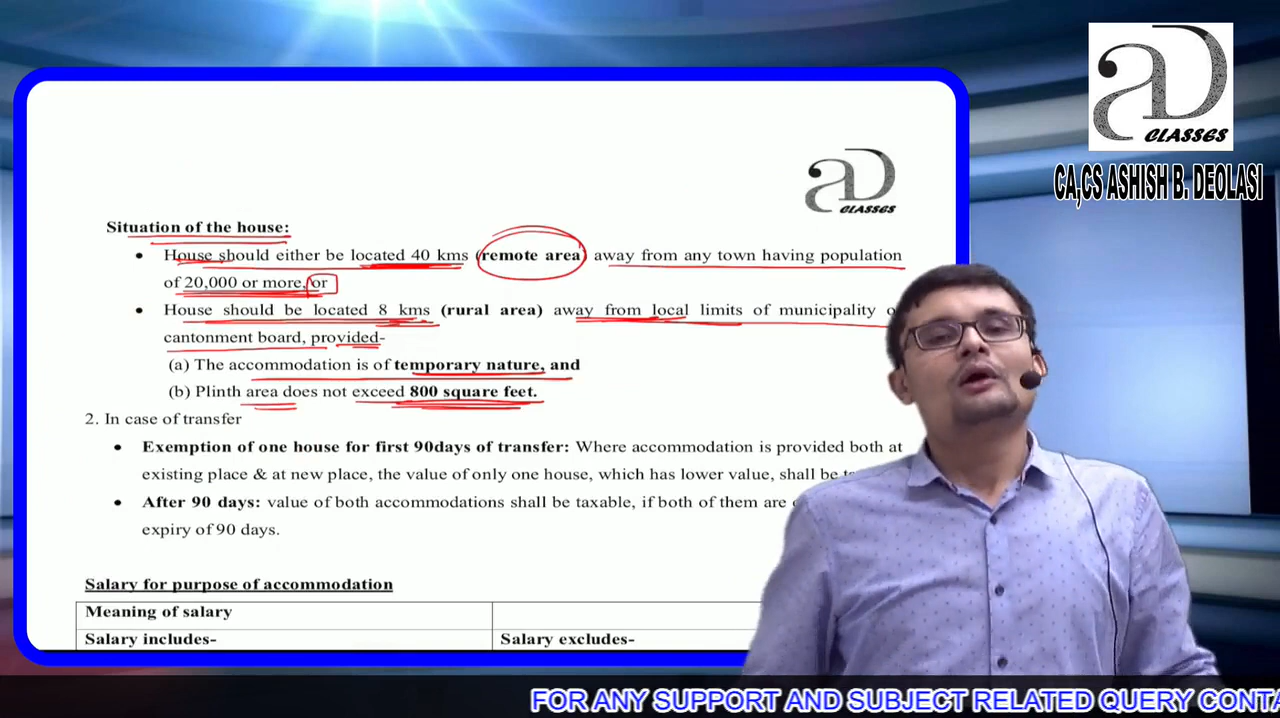 aD
CLASSES
CA,CS ASHISH B. DEOLASI
aD
CLASSES
Situation of the house:
• House should either be located 40 kms (remote area) away from any town having population
of 20,000 or more, or
• House should be located 8 kms (rural area) away from local limits of municipality
cantonment board, provided-
(a) The accommodation is of temporary nature, and
(b) Plinth area does not exceed 800 square feet.
2. In case of transfer
• Exemption of one house for first 90days of transfer: Where accommodation is provided both at
existing place & at new place, the value of only one house, which has lower value, shall be
• After 90 days: value of both accommodations shall be taxable, if both of them are
expiry of 90 days.
Salary for purpose of accommodation
Meaning of salary
Salary includes- Salary excludes-
FOR ANY SUPPORT AND SUBJECT RELATED QUERY